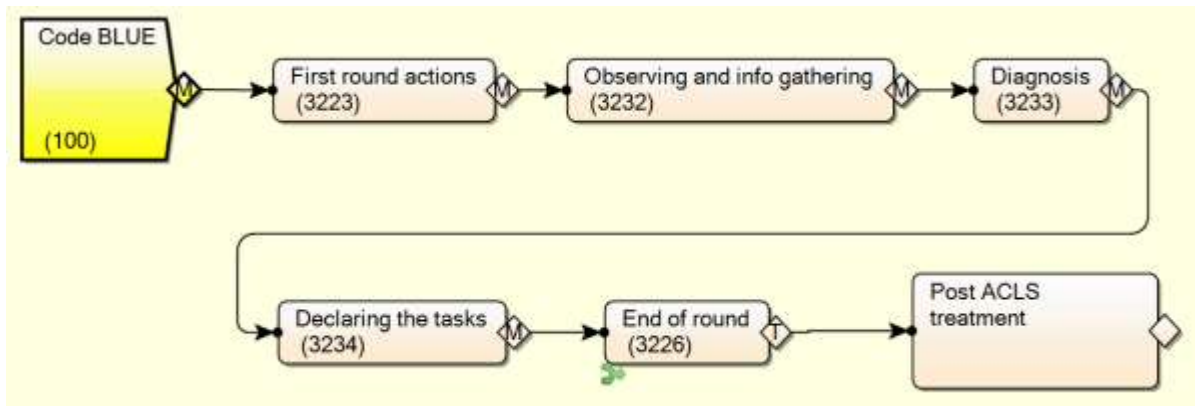 Code BLUE
(100)
M
First round actions
(3223)
M
Observing and info gathering
(3232)
M
Diagnosis
(3233)
M
Declaring the tasks
(3234)
M
End of round
(3226)
T
Post ACLS
treatment